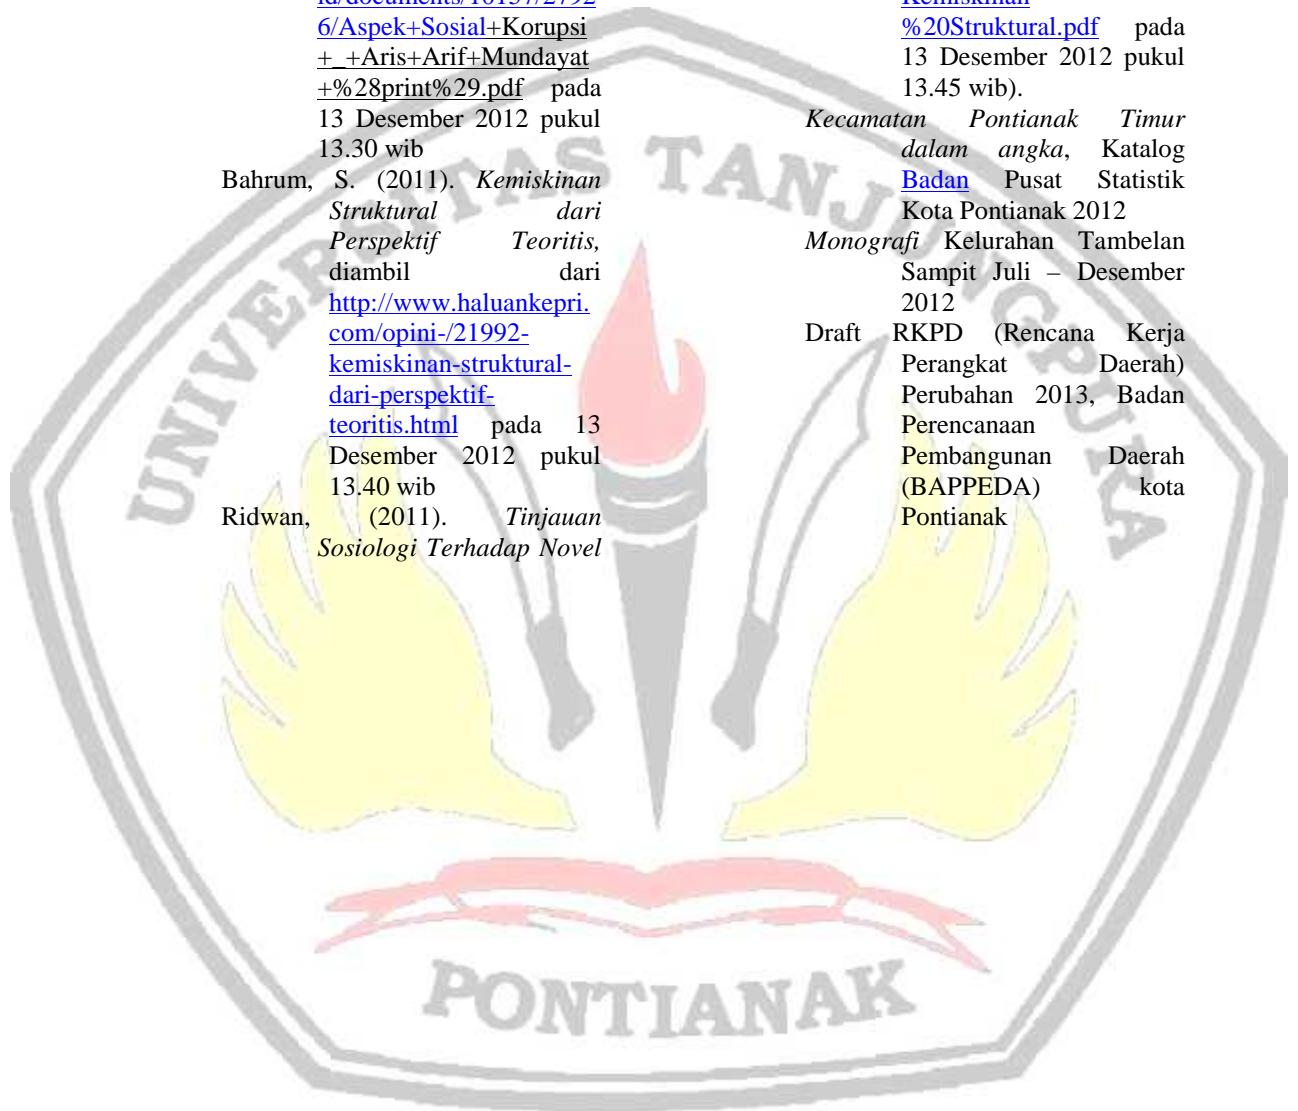 id/documents/10157/2792
6/Aspek+Sosial+Korupsi
+_+Aris+Arif+Mundayat
+%28print%29.pdf pada
13 Desember 2012 pukul
13.30 wib
Bahrum, S. (2011). Kemiskinan
Struktural dari
Perspektif Teoritis,
diambil dari
http://www.haluankepri.
com/opini-/21992-
kemiskinan-struktural-
dari-perspektif-
teoritis.html pada 13
Desember 2012 pukul
13.40 wib
Ridwan, (2011). Tinjauan
Sosiologi Terhadap Novel
Kemiskinan
%20Struktural.pdf pada
13 Desember 2012 pukul
13.45 wib).
Kecamatan Pontianak Timur
dalam angka, Katalog
Badan Pusat Statistik
Kota Pontianak 2012
Monografi Kelurahan Tambelan
Sampit Juli – Desember
2012
Draft RKPD (Rencana Kerja
Perangkat Daerah)
Perubahan 2013, Badan
Perencanaan
Pembangunan Daerah
(BAPPEDA) kota
Pontianak
UNIVERSITAS TANJUNGPURA
PONTIANAK